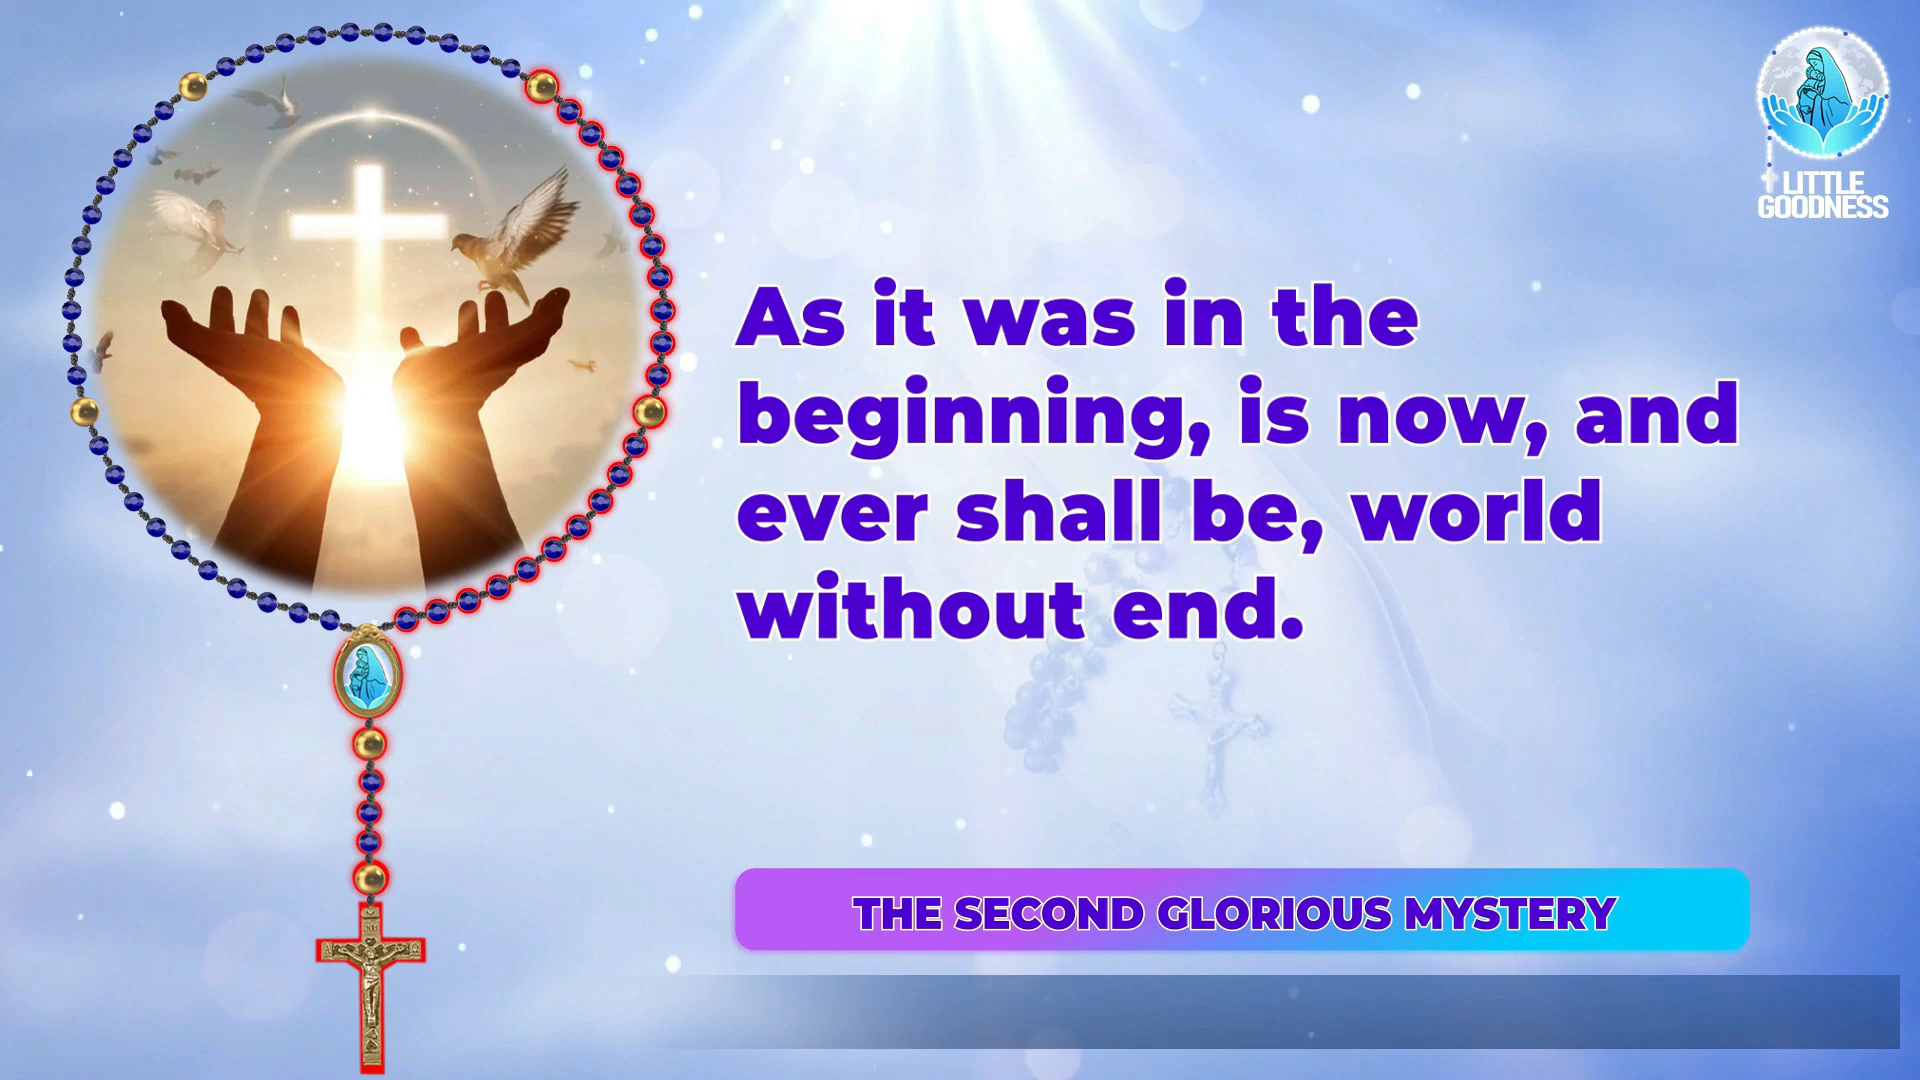 LITTLE
GOODNESS
As it was in the
beginning, is now, and
ever shall be, world
without end.
THE SECOND GLORIOUS MYSTERY